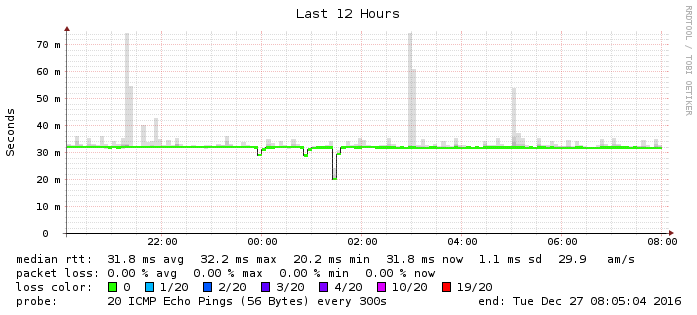 Last 12 Hours
RRDTOOL / TOBI OETIKER
Seconds
70 m
60 m
50 m
40 m
30 m
20 m
10 m
0
22:00 00:00 02:00 04:00 06:00 08:00
median rtt: 31.8 ms avg 32.2 ms max 20.2 ms min 31.8 ms now 1.1 ms sd 29.9 am/s
packet loss: 0.00 % avg 0.00 % max 0.00 % min 0.00 % now
loss color: 0 1/20 2/20 3/20 4/20 10/20 19/20
probe: 20 ICMP Echo Pings (56 Bytes) every 300s end: Tue Dec 27 08:05:04 2016